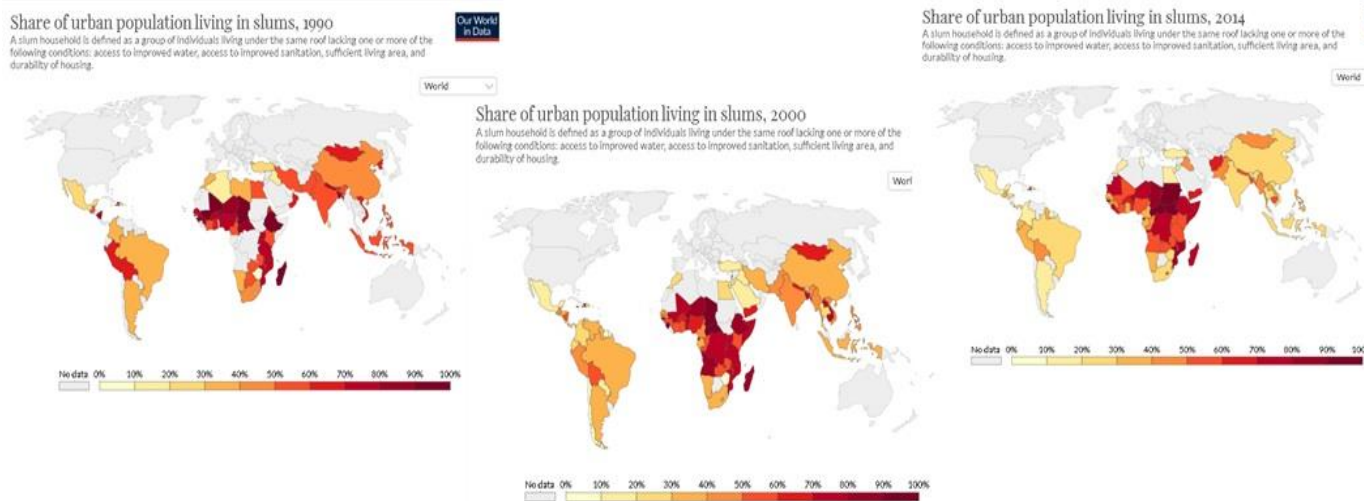 Share of urban population living in slums, 1990
A slum household is defined as a group of individuals living under the same roof lacking one or more of the
following conditions: access to improved water, access to improved sanitation, sufficient living area, and
durability of housing.
Our World
in Data
World
No data 0% 10% 20% 30% 40% 50% 60% 70% 80% 90% 100%
Share of urban population living in slums, 2000
A slum household is defined as a group of individuals living under the same roof lacking one or more of the
following conditions: access to improved water, access to improved sanitation, sufficient living area, and
durability of housing.
Worl
No data 0% 10% 20% 30% 40% 50% 60% 70% 80% 90% 100%
Share of urban population living in slums, 2014
A slum household is defined as a group of individuals living under the same roof lacking one or more of the
following conditions: access to improved water, access to improved sanitation, sufficient living area, and
durability of housing.
World
No data 0% 10% 20% 30% 40% 50% 60% 70% 80% 90% 100